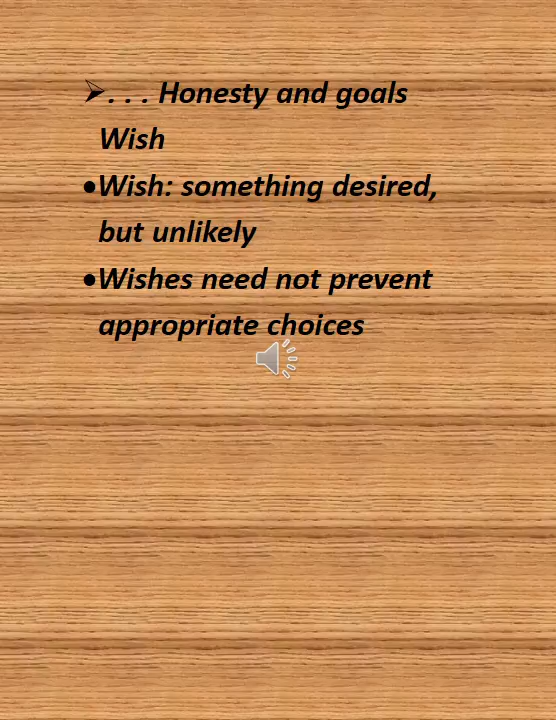 ➢. . . Honesty and goals
Wish
•Wish: something desired,
but unlikely
•Wishes need not prevent
appropriate choices